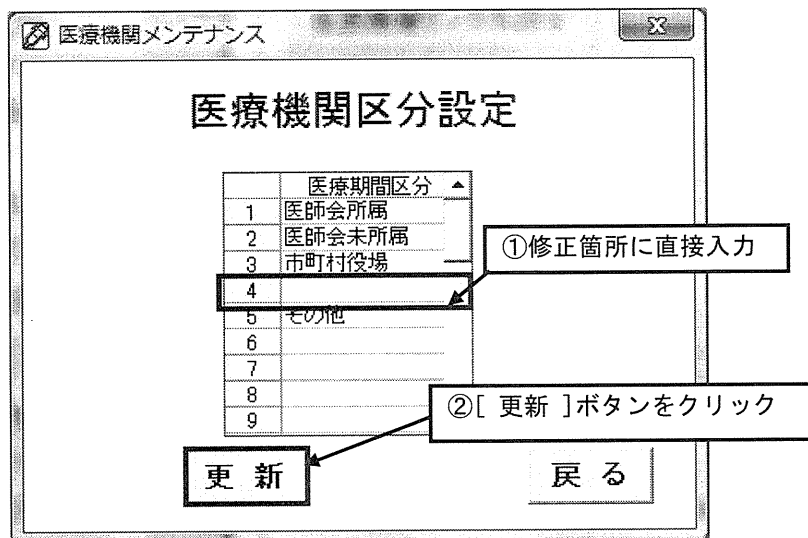 医療機関メンテナンス
医療機関区分設定
医療期間区分
1 医師会所属
2 医師会未所属
3 市町村役場
4
5 その他
6
7
8
9
①修正箇所に直接入力
②[ 更新 ]ボタンをクリック
更 新
戻 る